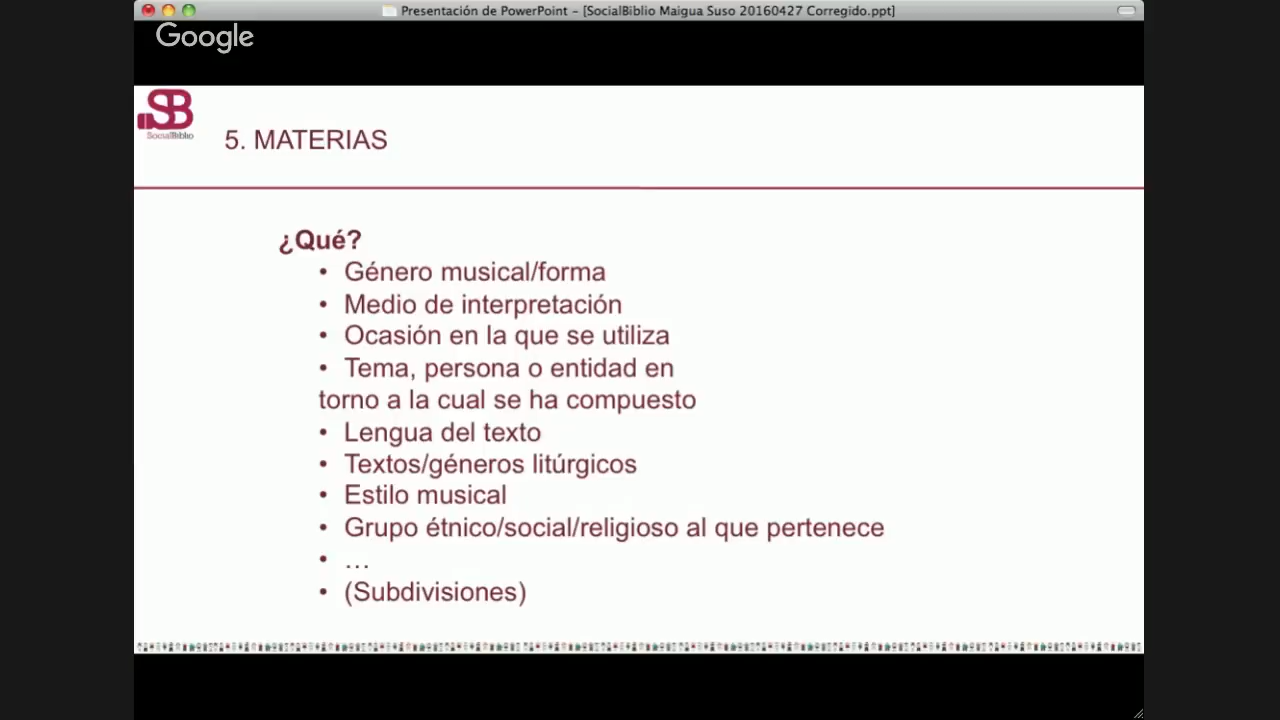 Presentación de PowerPoint - [SocialBiblio Maigua Suso 20160427 Corregido.ppt]
Google
SB
SocialBiblio
5. MATERIAS
¿Qué?
• Género musical/forma
• Medio de interpretación
• Ocasión en la que se utiliza
• Tema, persona o entidad en
torno a la cual se ha compuesto
• Lengua del texto
• Textos/géneros litúrgicos
• Estilo musical
• Grupo étnico/social/religioso al que pertenece
• ...
• (Subdivisiones)